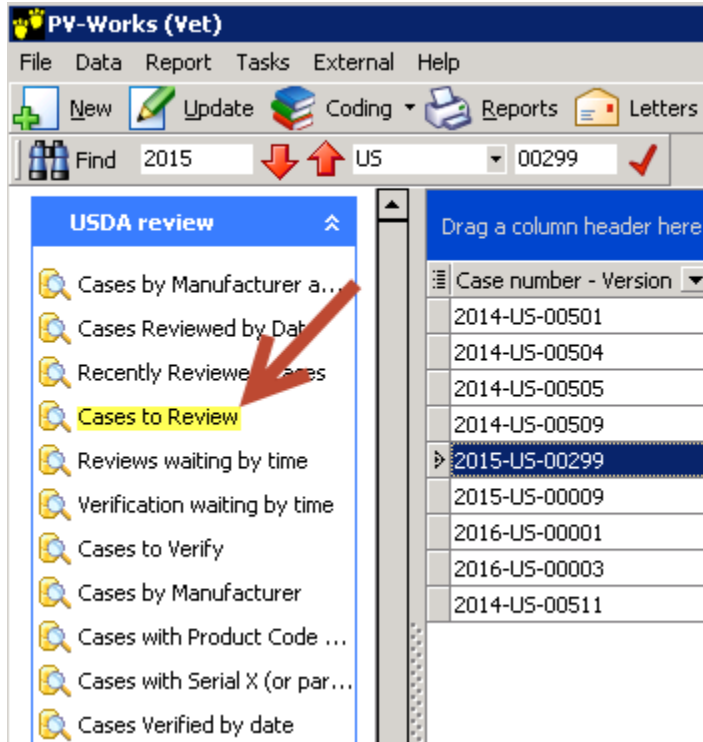 PV-Works (Vet)
File Data Report Tasks External Help
New Update Coding Reports Letters
Find 2015 US 00299
USDA review
Cases by Manufacturer a...
Cases Reviewed by Dat
Recently Reviewe ases
Cases to Review
Reviews waiting by time
Verification waiting by time
Cases to Verify
Cases by Manufacturer
Cases with Product Code ...
Cases with Serial X (or par...
Cases Verified by date
Drag a column header here
Case number - Version
2014-US-00501
2014-US-00504
2014-US-00505
2014-US-00509
2015-US-00299
2015-US-00009
2016-US-00001
2016-US-00003
2014-US-00511